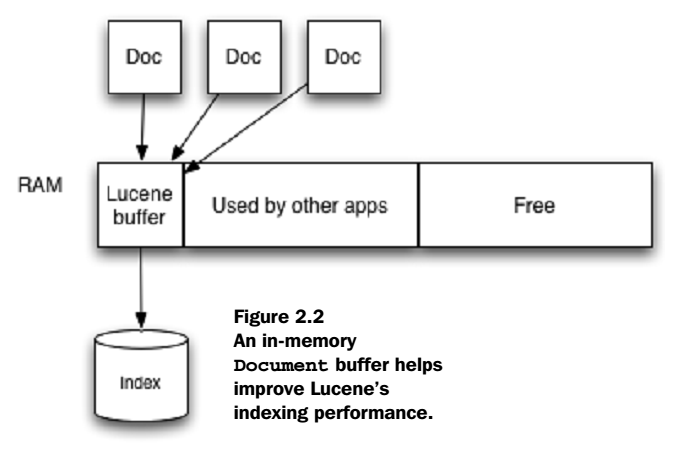 Doc
Doc
Doc
RAM
Lucene
buffer
Used by other apps
Free
Index
Figure 2.2
An in-memory
Document buffer helps
improve Lucene's
indexing performance.